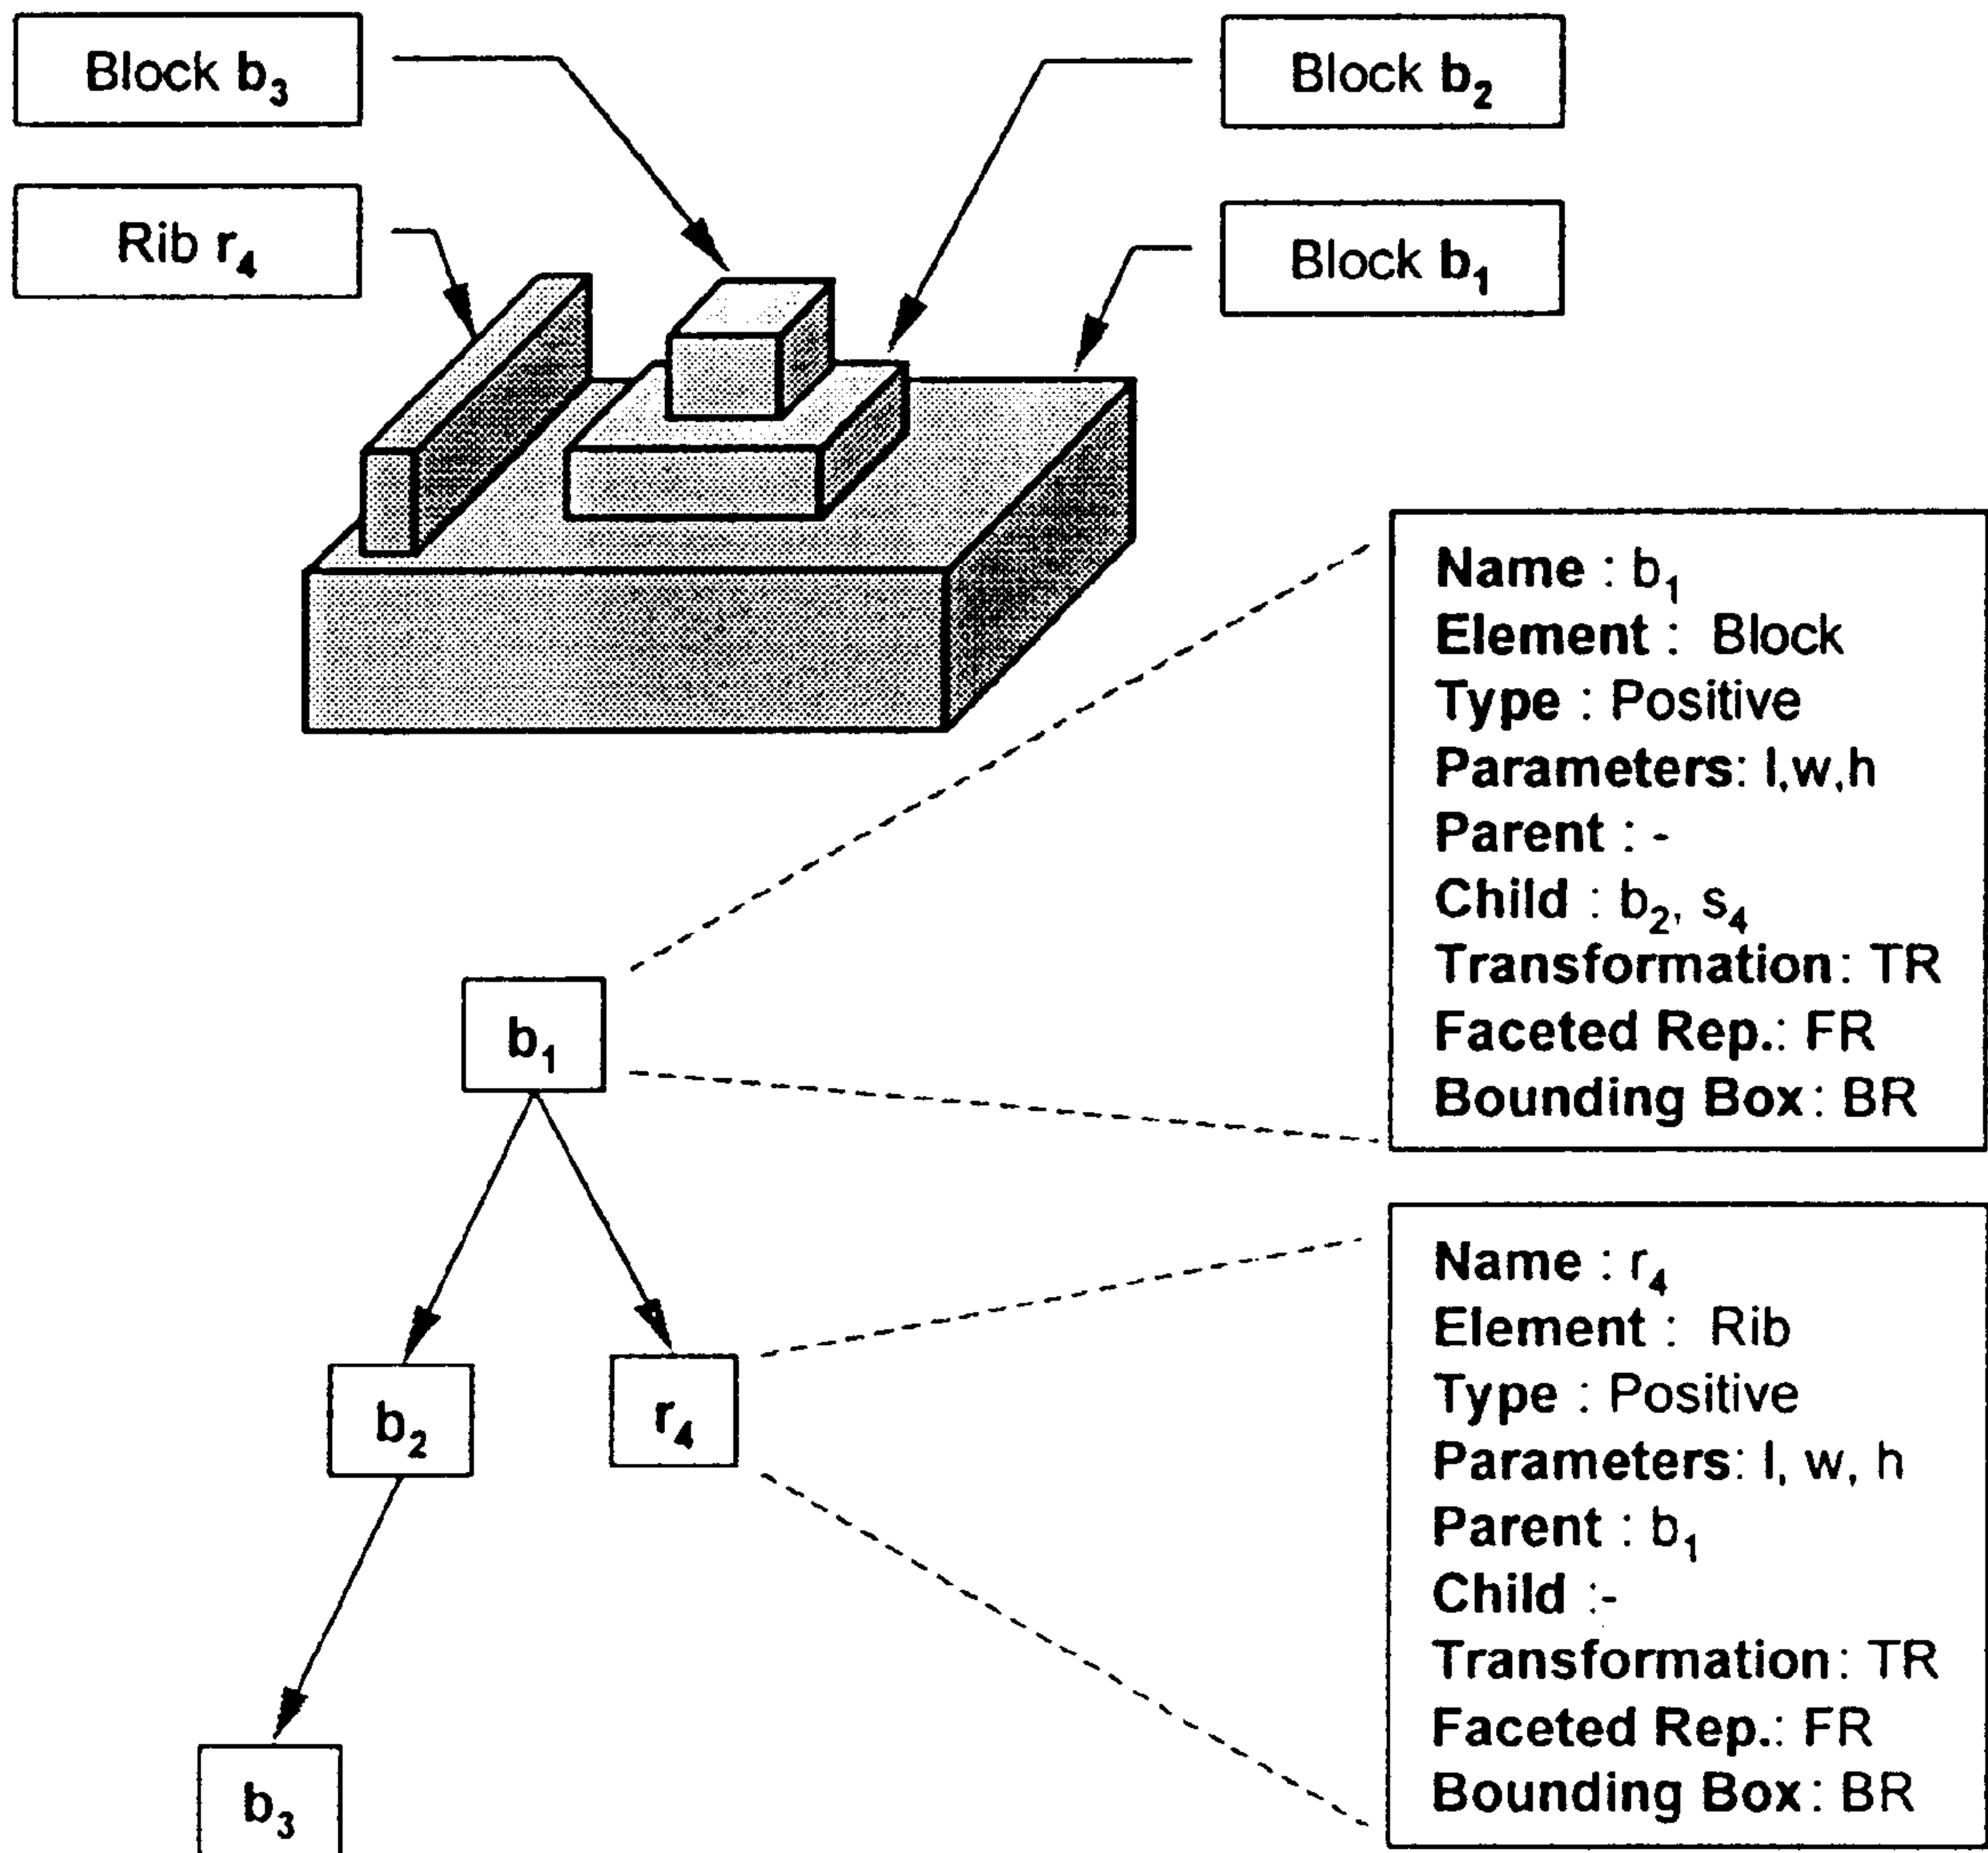 Block b₃
Block b₂
Rib r₄
Block b₁
Name : b₁
Element : Block
Type : Positive
Parameters: l,w,h
Parent : -
Child : b₂, s₄
Transformation: TR
Faceted Rep.: FR
Bounding Box: BR
b₁
b₂
r₄
b₃
Name : r₄
Element : Rib
Type : Positive
Parameters: l, w, h
Parent : b₁
Child :-
Transformation: TR
Faceted Rep.: FR
Bounding Box: BR